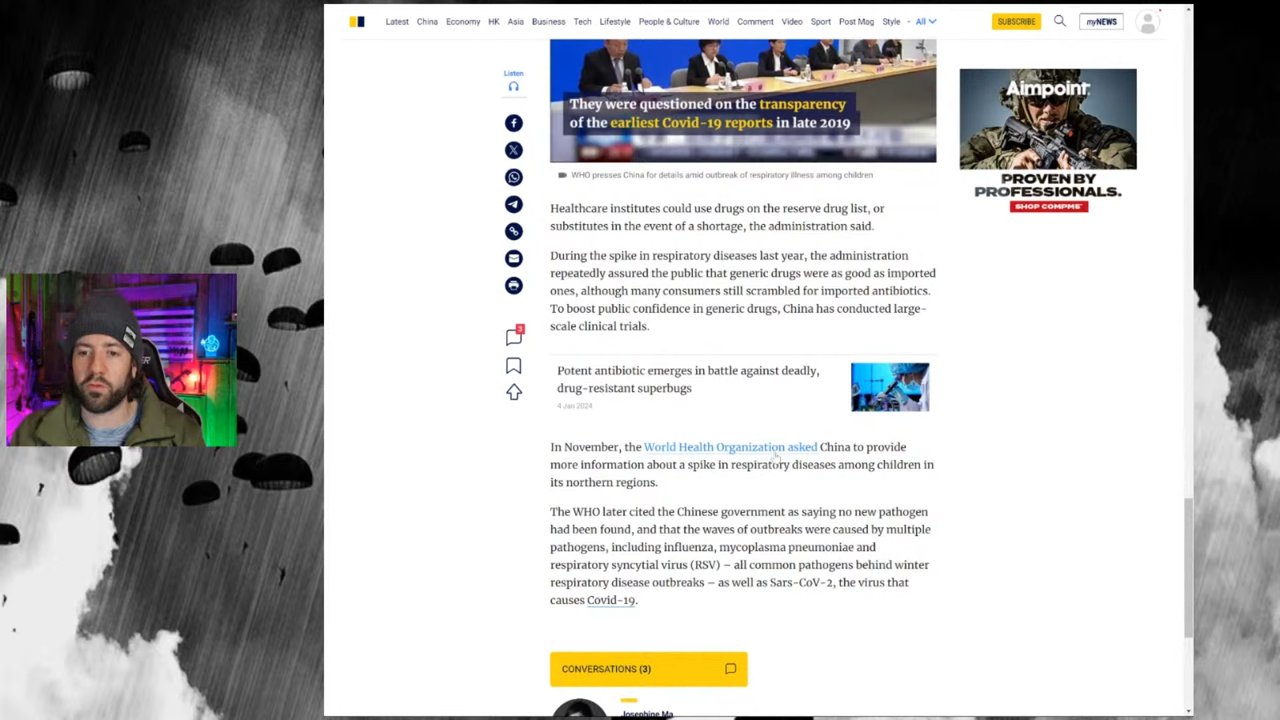 Latest China Economy HK Asia Business Tech Lifestyle People & Culture World Comment Video Sport Post Mag Style - All
SUBSCRIBE
myNEWS
Listen
They were questioned on the transparency
of the earliest Covid-19 reports in late 2019
WHO presses China for details amid outbreak of respiratory illness among children
Aimpoint
PROVEN BY
PROFESSIONALS.
SHOP COMPM5™
Healthcare institutes could use drugs on the reserve drug list, or
substitutes in the event of a shortage, the administration said.
During the spike in respiratory diseases last year, the administration
repeatedly assured the public that generic drugs were as good as imported
ones, although many consumers still scrambled for imported antibiotics.
To boost public confidence in generic drugs, China has conducted large-
scale clinical trials.
3
Potent antibiotic emerges in battle against deadly,
drug-resistant superbugs
4 Jan 2024
In November, the World Health Organization asked China to provide
more information about a spike in respiratory diseases among children in
its northern regions.
The WHO later cited the Chinese government as saying no new pathogen
had been found, and that the waves of outbreaks were caused by multiple
pathogens, including influenza, mycoplasma pneumoniae and
respiratory syncytial virus (RSV) – all common pathogens behind winter
respiratory disease outbreaks – as well as Sars-CoV-2, the virus that
causes Covid-19.
CONVERSATIONS (3)
Josephine Ma